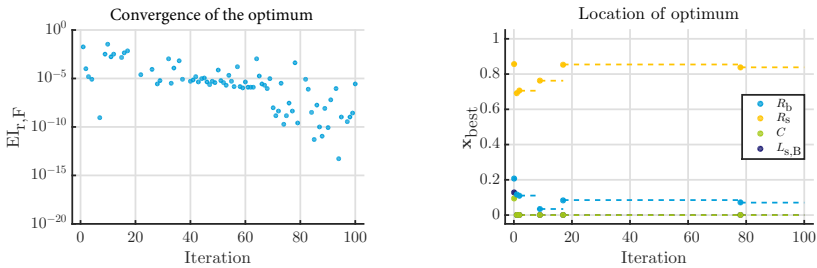 Convergence of the optimum
10^0
10^−5
10^−10
10^−15
10^−20
EI_r,F
0 20 40 60 80 100
Iteration
Location of optimum
1
0.8
0.6
0.4
0.2
0
x_best
R_b
R_s
C
L_s,B
0 20 40 60 80 100
Iteration